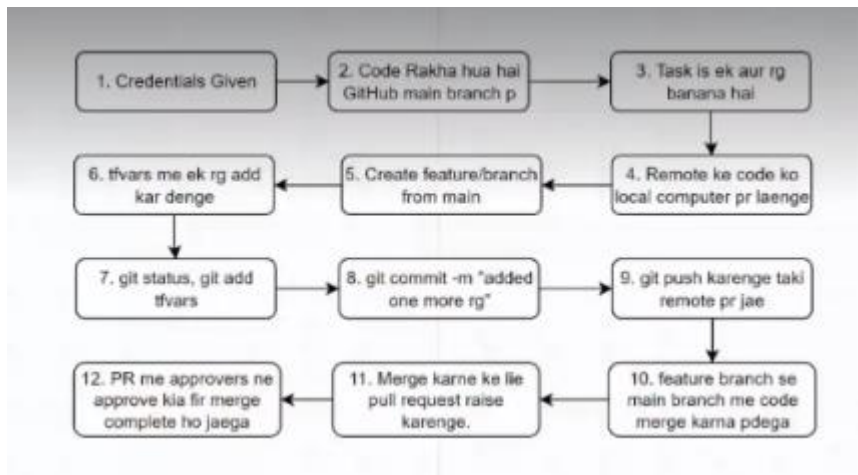 1. Credentials Given
2. Code Rakha hua hai
GitHub main branch p
3. Task is ek aur rg
banana hai
4. Remote ke code ko
local computer pr laenge
5. Create feature/branch
from main
6. tfvars me ek rg add
kar denge
7. git status, git add
tfvars
8. git commit -m "added
one more rg"
9. git push karenge taki
remote pr jae
10. feature branch se
main branch me code
merge karna pdega
11. Merge karne ke lie
pull request raise
karenge.
12. PR me approvers ne
approve kia fir merge
complete ho jaega